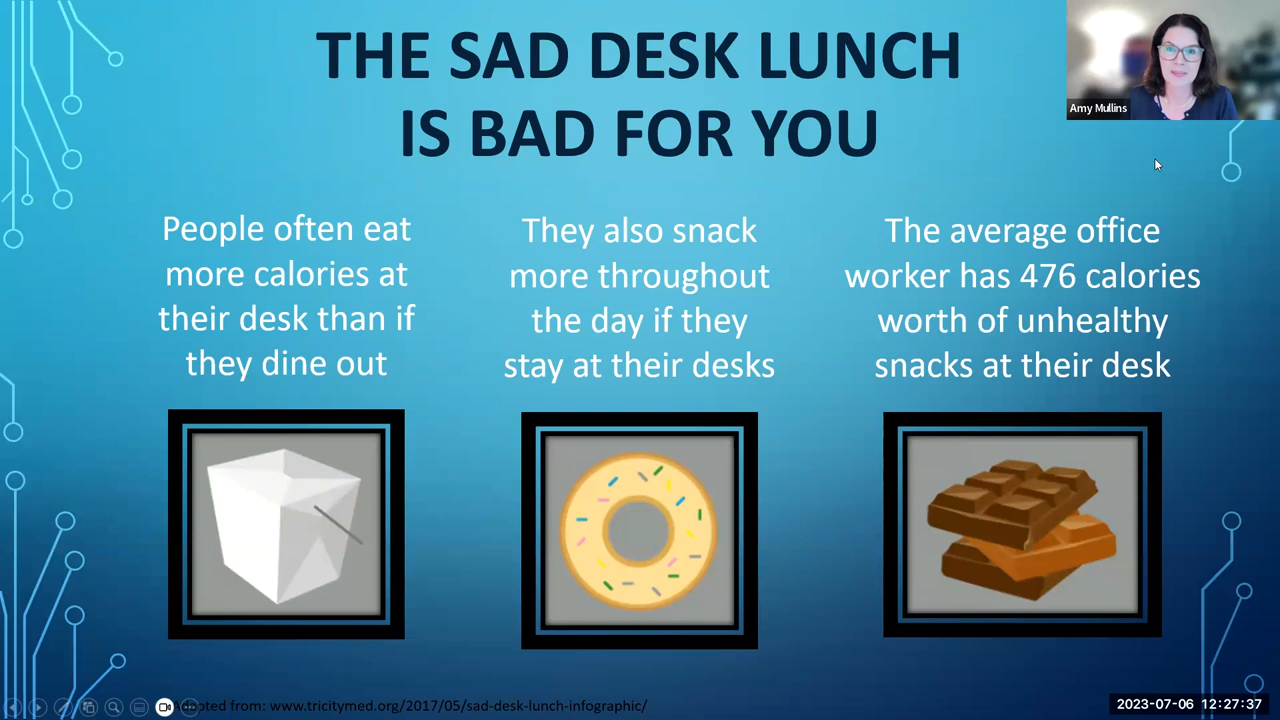 THE SAD DESK LUNCH
IS BAD FOR YOU
Amy Mullins
People often eat
more calories at
their desk than if
they dine out
They also snack
more throughout
the day if they
stay at their desks
The average office
worker has 476 calories
worth of unhealthy
snacks at their desk
from: www.tricitymed.org/2017/05/sad-desk-lunch-infographic/
2023-07-06 12:27:37